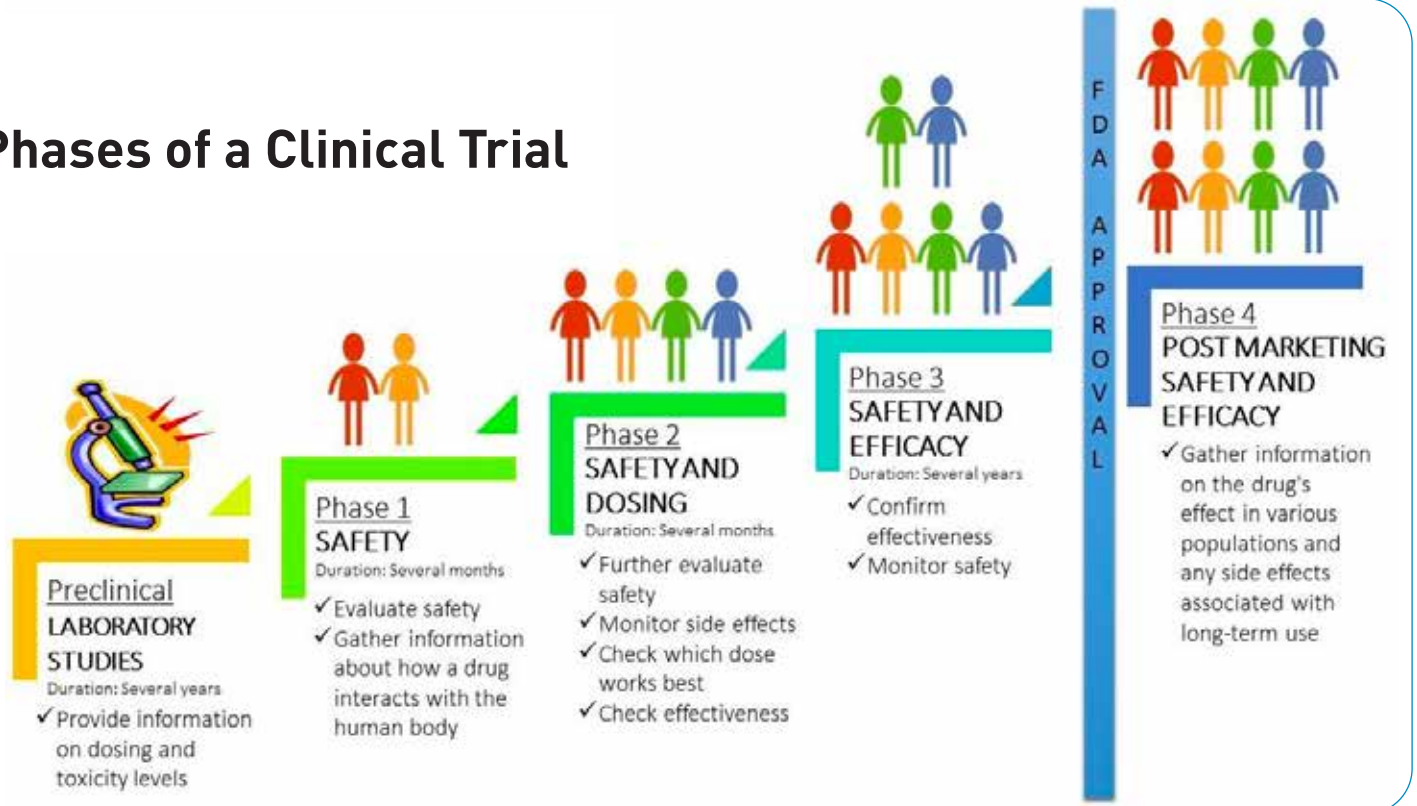 Phases of a Clinical Trial
Preclinical
LABORATORY
STUDIES
Duration: Several years
✓Provide information
on dosing and
toxicity levels
Phase 1
SAFETY
Duration: Several months
✓Evaluate safety
✓Gather information
about how a drug
interacts with the
human body
Phase 2
SAFETY AND
DOSING
Duration: Several months
✓Further evaluate
safety
✓Monitor side effects
✓Check which dose
works best
✓Check effectiveness
Phase 3
SAFETY AND
EFFICACY
Duration: Several years
✓Confirm
effectiveness
✓Monitor safety
FDA APPROVAL
Phase 4
POST MARKETING
SAFETY AND
EFFICACY
✓Gather information
on the drug's
effect in various
populations and
any side effects
associated with
long-term use